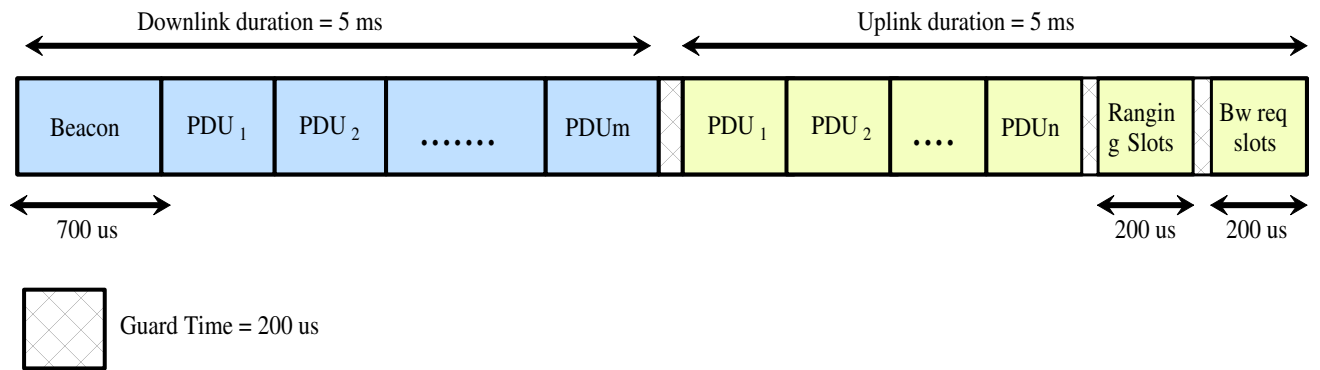 Downlink duration = 5 ms
Uplink duration = 5 ms
Beacon
PDU 1
PDU 2
.......
PDUm
PDU 1
PDU 2
....
PDUn
Rangin
g Slots
Bw req
slots
700 us
200 us
200 us
Guard Time = 200 us